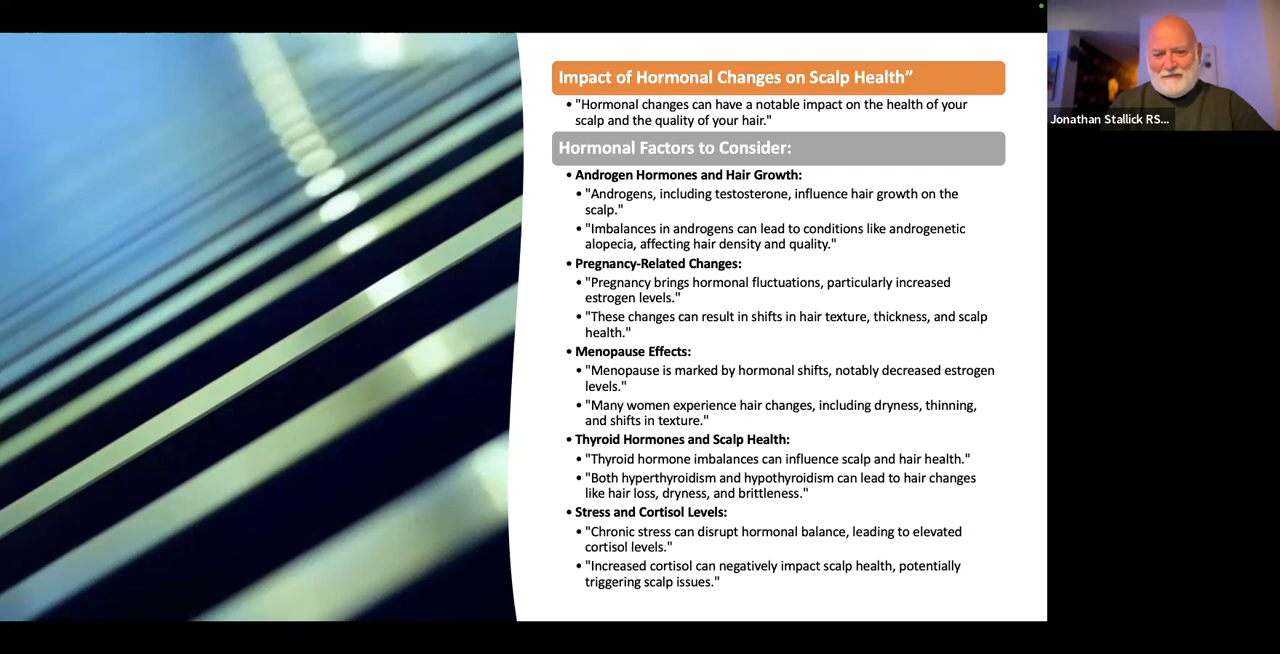 Impact of Hormonal Changes on Scalp Health”
• "Hormonal changes can have a notable impact on the health of your
scalp and the quality of your hair."
Hormonal Factors to Consider:
• Androgen Hormones and Hair Growth:
• "Androgens, including testosterone, influence hair growth on the
scalp."
• "Imbalances in androgens can lead to conditions like androgenetic
alopecia, affecting hair density and quality."
• Pregnancy-Related Changes:
• "Pregnancy brings hormonal fluctuations, particularly increased
estrogen levels."
• "These changes can result in shifts in hair texture, thickness, and scalp
health."
• Menopause Effects:
• "Menopause is marked by hormonal shifts, notably decreased estrogen
levels."
• "Many women experience hair changes, including dryness, thinning,
and shifts in texture."
• Thyroid Hormones and Scalp Health:
• "Thyroid hormone imbalances can influence scalp and hair health."
• "Both hyperthyroidism and hypothyroidism can lead to hair changes
like hair loss, dryness, and brittleness."
• Stress and Cortisol Levels:
• "Chronic stress can disrupt hormonal balance, leading to elevated
cortisol levels."
• "Increased cortisol can negatively impact scalp health, potentially
triggering scalp issues."
Jonathan Stallick RS...